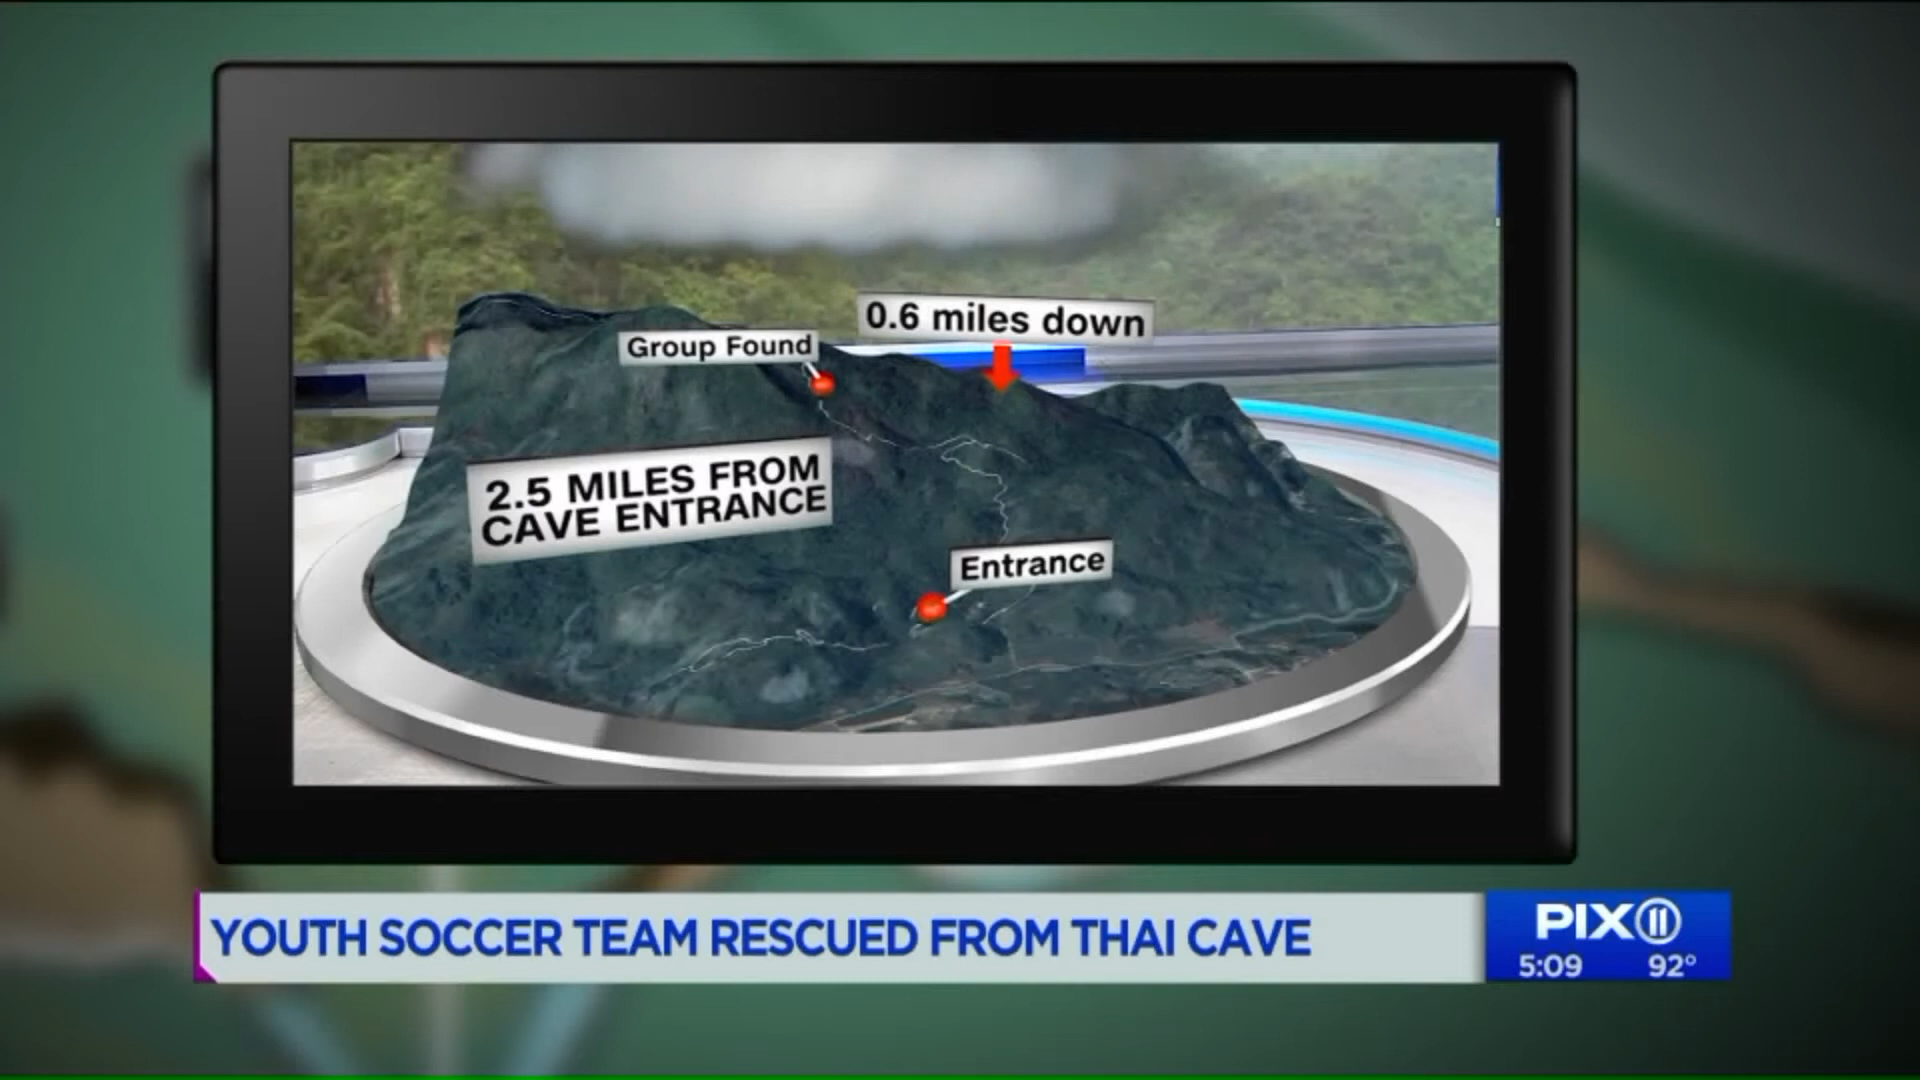 0.6 miles down
Group Found
2.5 MILES FROM
CAVE ENTRANCE
Entrance
YOUTH SOCCER TEAM RESCUED FROM THAI CAVE
PIX11
5:09 92°